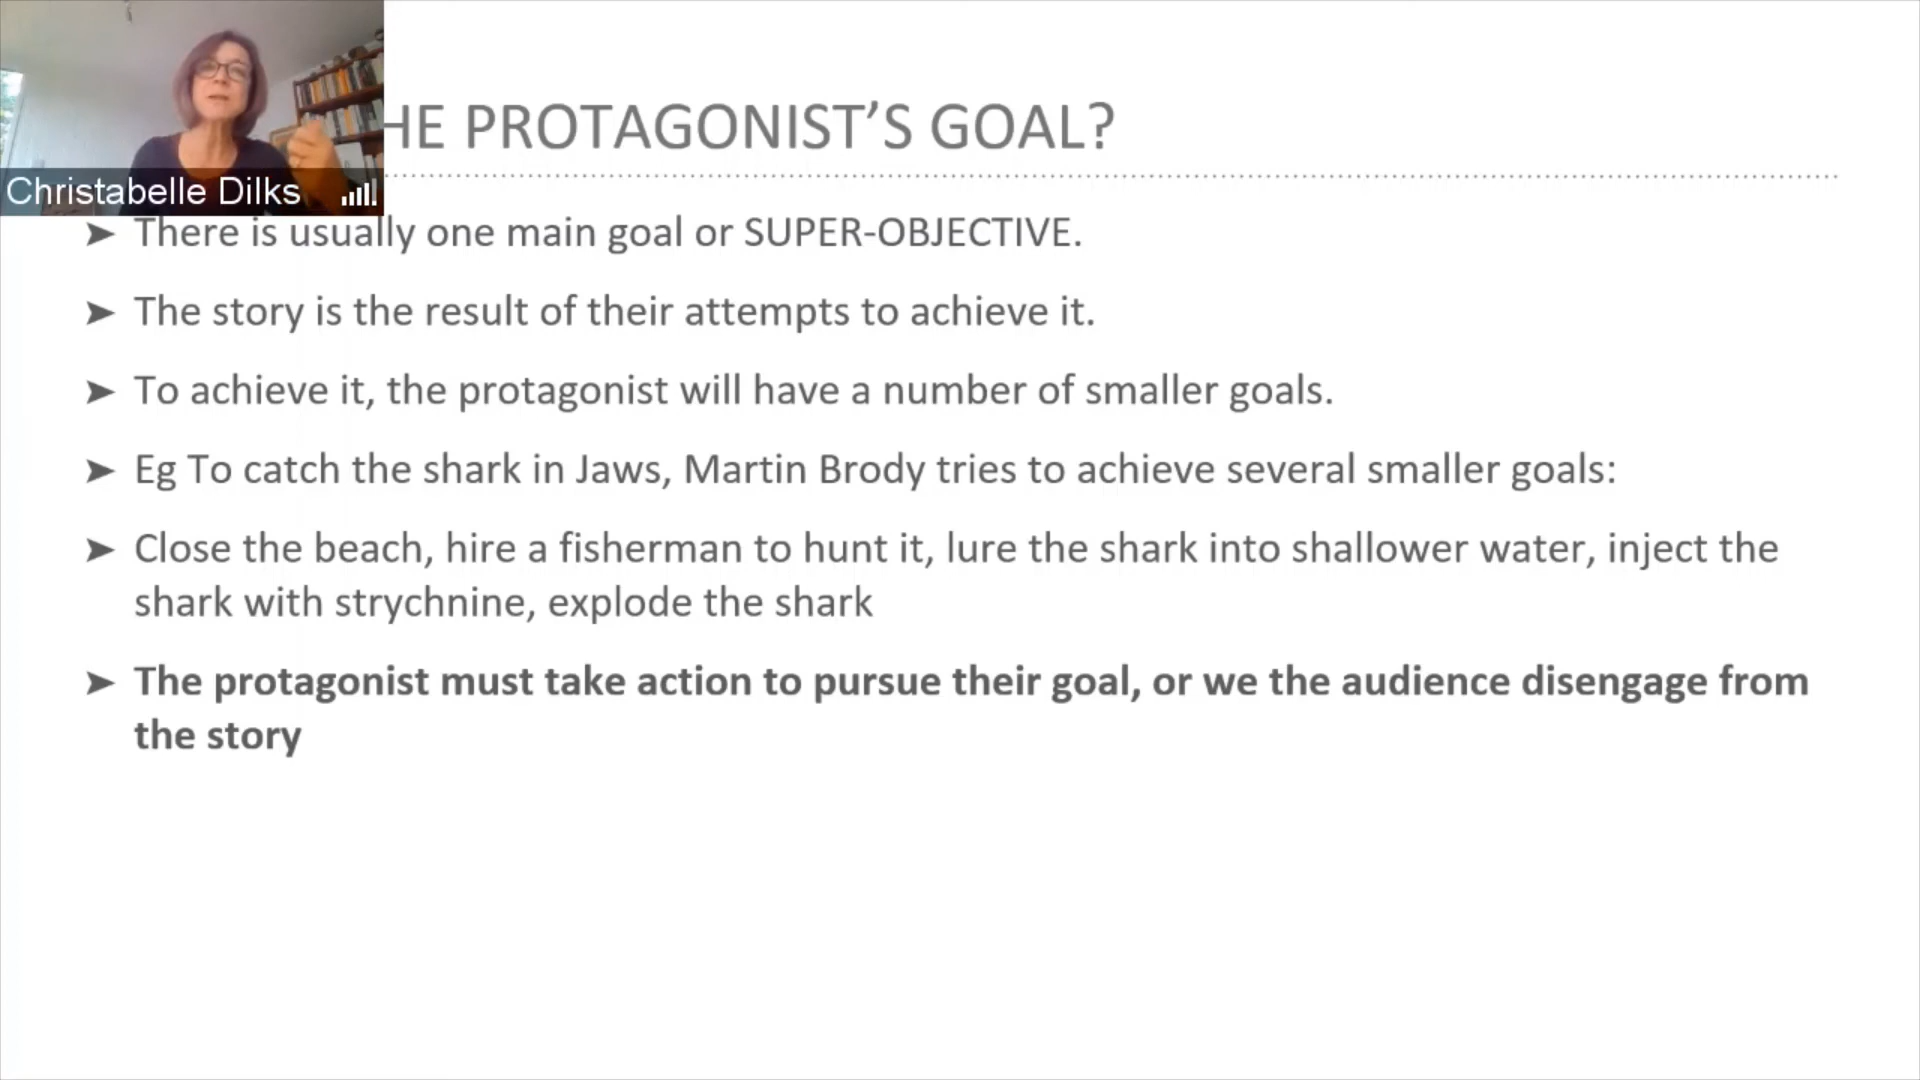 HE PROTAGONIST'S GOAL?
Christabelle Dilks
➤ There is usually one main goal or SUPER-OBJECTIVE.
➤ The story is the result of their attempts to achieve it.
➤ To achieve it, the protagonist will have a number of smaller goals.
➤ Eg To catch the shark in Jaws, Martin Brody tries to achieve several smaller goals:
➤ Close the beach, hire a fisherman to hunt it, lure the shark into shallower water, inject the
shark with strychnine, explode the shark
➤ The protagonist must take action to pursue their goal, or we the audience disengage from
the story